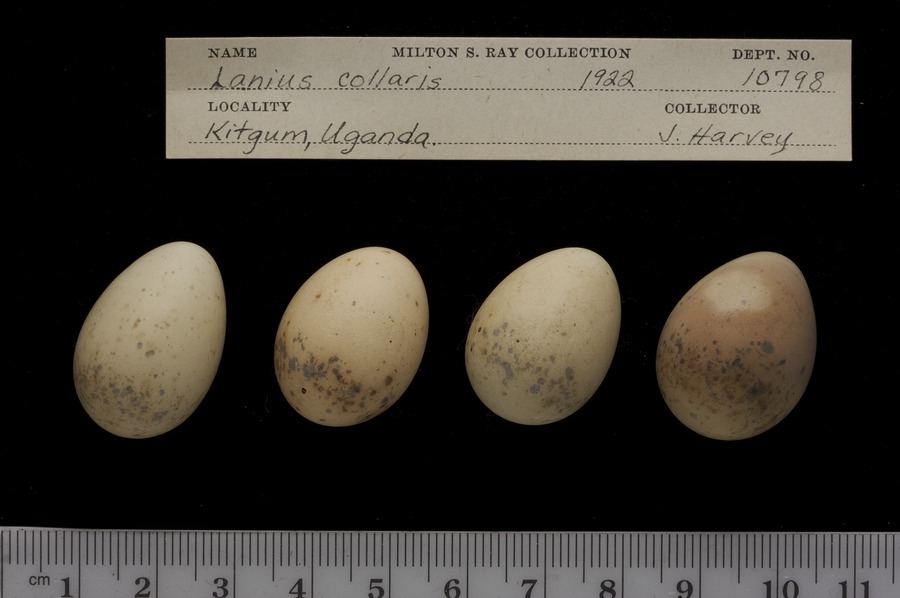 NAME MILTON S. RAY COLLECTION DEPT. NO.
Lanius collaris 1922 10798
LOCALITY COLLECTOR
Kitgum, Uganda. J. Harvey
cm 1 2 3 4 5 6 7 8 9 10 11